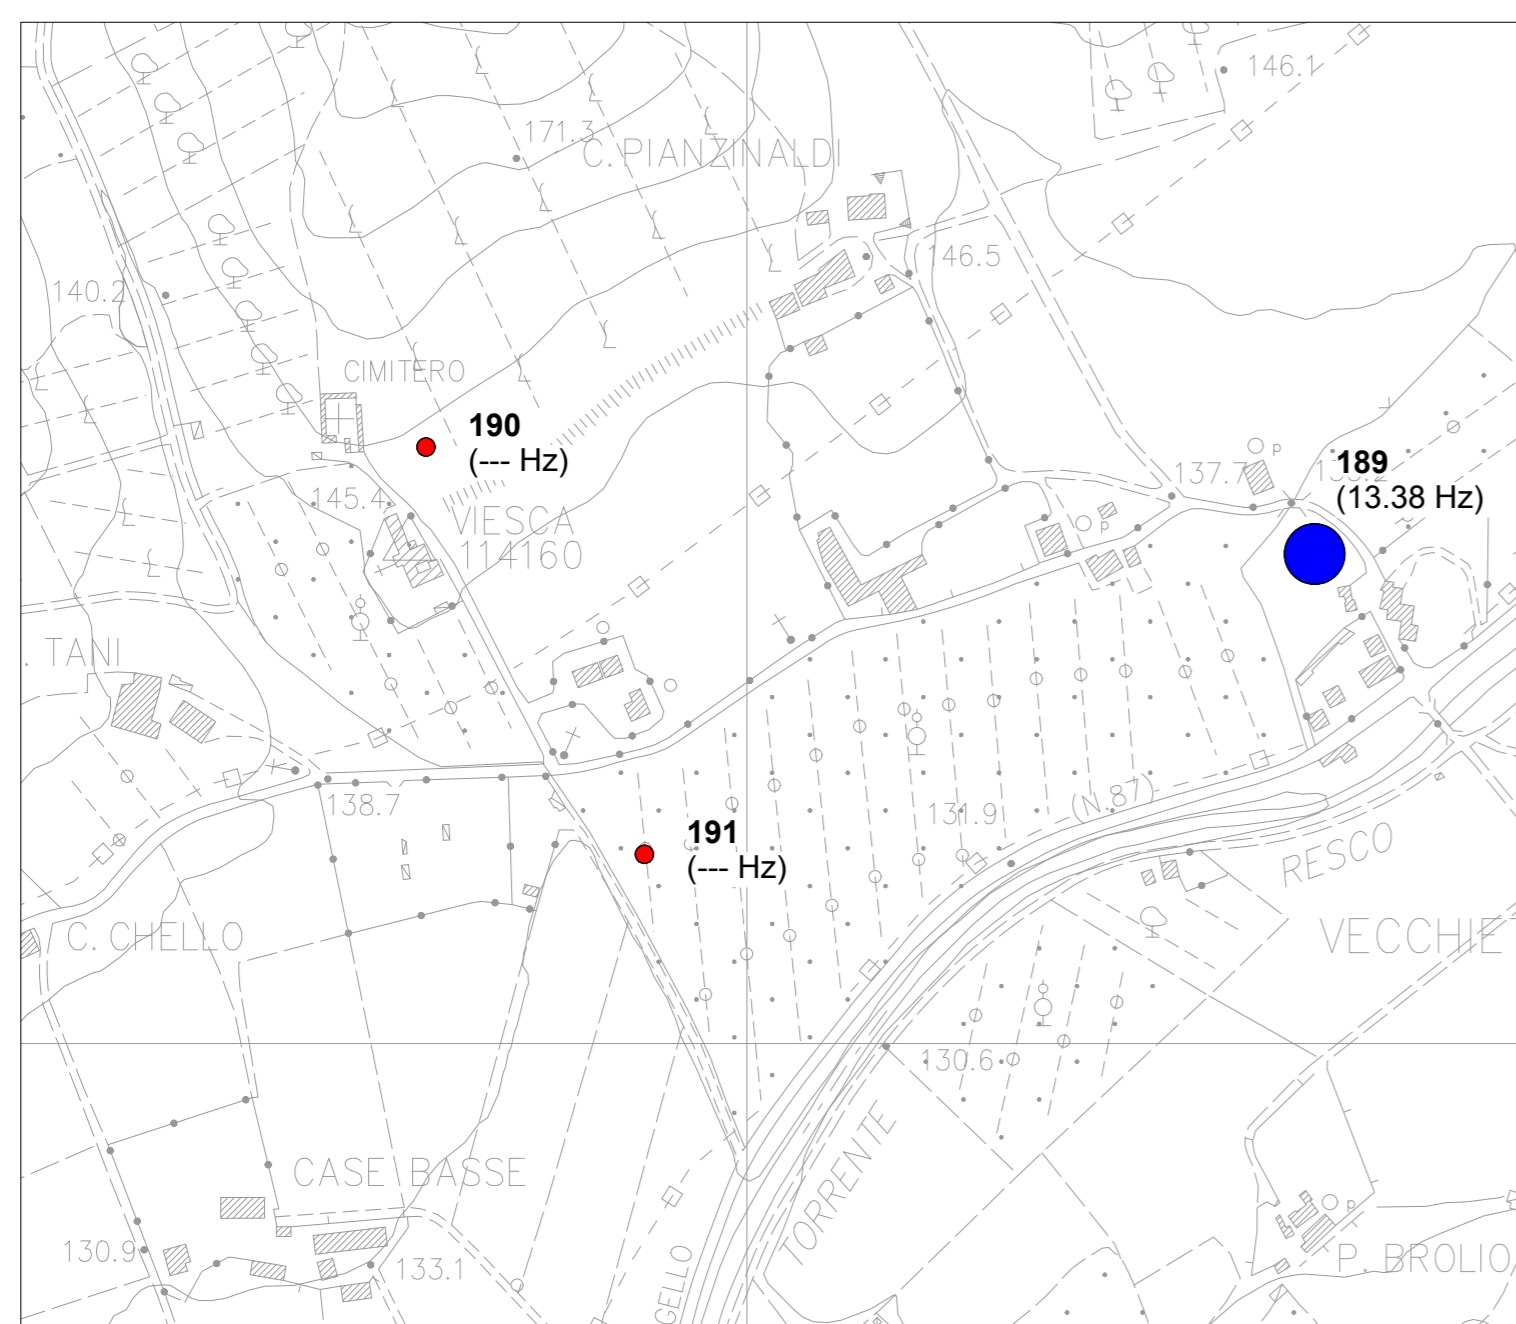 146.1
171.3
C. PIANZINALDI
146.5
140.2
CIMITERO
190
(--- Hz)
189
137.7
(13.38 Hz)
145.4
VIESCA
114160
p
p
. TANI
138.7
131.9
(N.87)
191
(--- Hz)
RESCO
C. CHELLO
VECCHIET
130.6
TORRENTE
CASE BASSE
p
130.9
133.1
GELLO
P. BROLIO